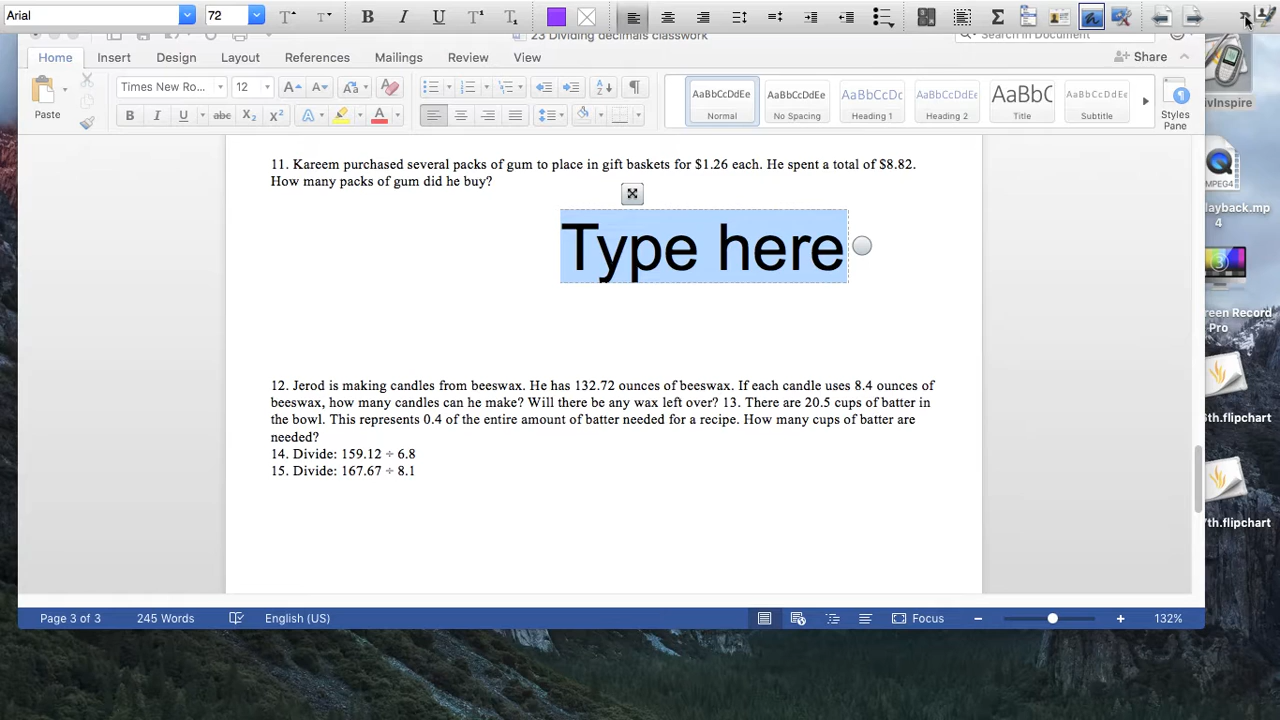 Arial 72 B I U T T
23 Dividing decimals classwork Search in Document
Home Insert Design Layout References Mailings Review View Share
ivInspire
Times New Ro... 12
AaBbCcDdEe AaBbCcDdEe AaBbCcDc AaBbCcDdEe AaBbC AaBbCcDdEe
Paste B I U abc X2 X2 A A Normal No Spacing Heading 1 Heading 2 Title Subtitle Styles Pane
11. Kareem purchased several packs of gum to place in gift baskets for $1.26 each. He spent a total of $8.82.
How many packs of gum did he buy?
MPEG4
layback.mp
4
Type here
3
reen Record
Pro
12. Jerod is making candles from beeswax. He has 132.72 ounces of beeswax. If each candle uses 8.4 ounces of
beeswax, how many candles can he make? Will there be any wax left over? 13. There are 20.5 cups of batter in
the bowl. This represents 0.4 of the entire amount of batter needed for a recipe. How many cups of batter are
needed?
14. Divide: 159.12 ÷ 6.8
15. Divide: 167.67 ÷ 8.1
th.flipchart
7th.flipchart
Page 3 of 3 245 Words English (US) Focus 132%